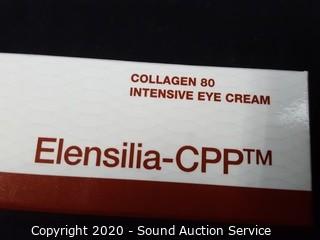 COLLAGEN 80
INTENSIVE EYE CREAM
Elensilia-CPP™
Copyright 2020 - Sound Auction Service